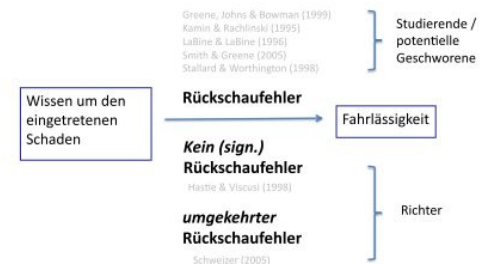 Greene, Johns & Bowman (1999)
Kamin & Rachlinski (1995)
LaBine & LaBine (1996)
Smith & Greene (2005)
Stallard & Worthington (1998)
Studierende /
potentielle
Geschworene
Wissen um den
eingetretenen
Schaden
Rückschaufehler
Fahrlässigkeit
Kein (sign.)
Rückschaufehler
Hastie & Viscusi (1998)
umgekehrter
Rückschaufehler
Schweizer (2005)
Richter